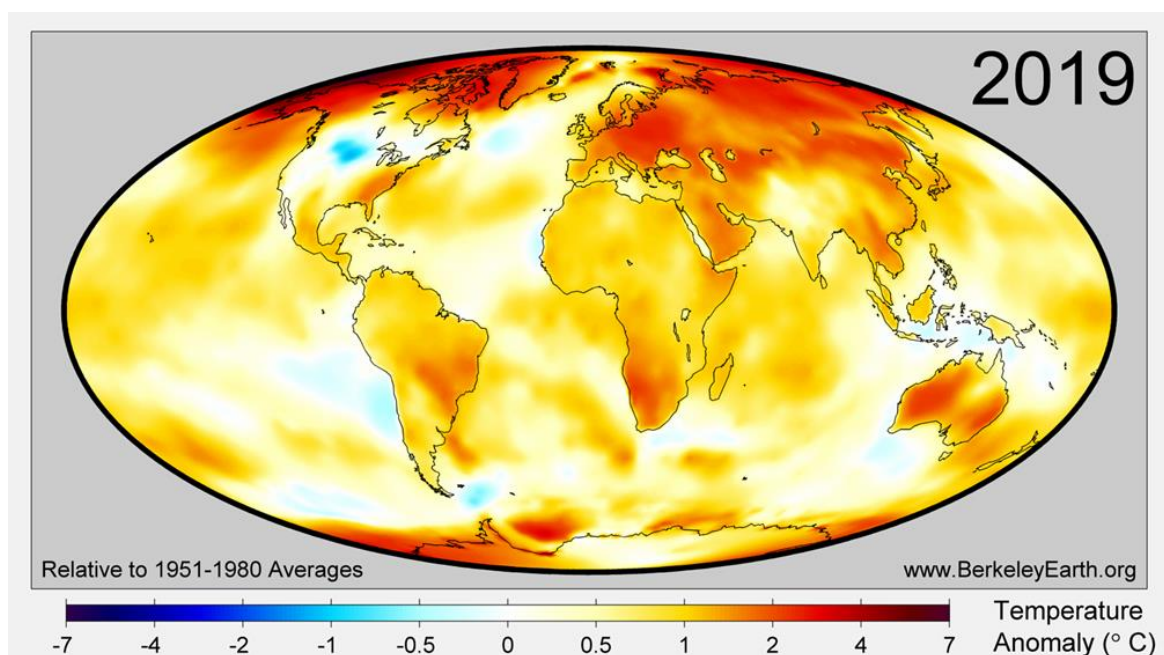 2019
Relative to 1951-1980 Averages
www.BerkeleyEarth.org
-7 -4 -2 -1 -0.5 0 0.5 1 2 4 7
Temperature
Anomaly (° C)